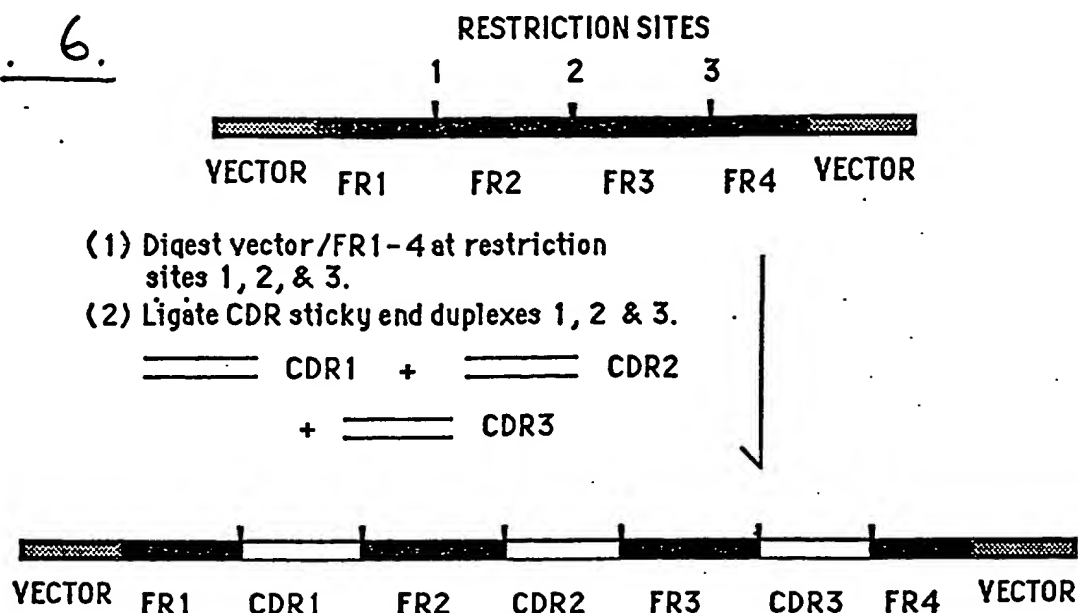 . 6.
RESTRICTION SITES
1 2 3
VECTOR FR1 FR2 FR3 FR4 VECTOR
(1) Digest vector/FR1-4 at restriction
sites 1, 2, & 3.
(2) Ligate CDR sticky end duplexes 1, 2 & 3.
CDR1 + CDR2
+ CDR3
VECTOR FR1 CDR1 FR2 CDR2 FR3 CDR3 FR4 VECTOR